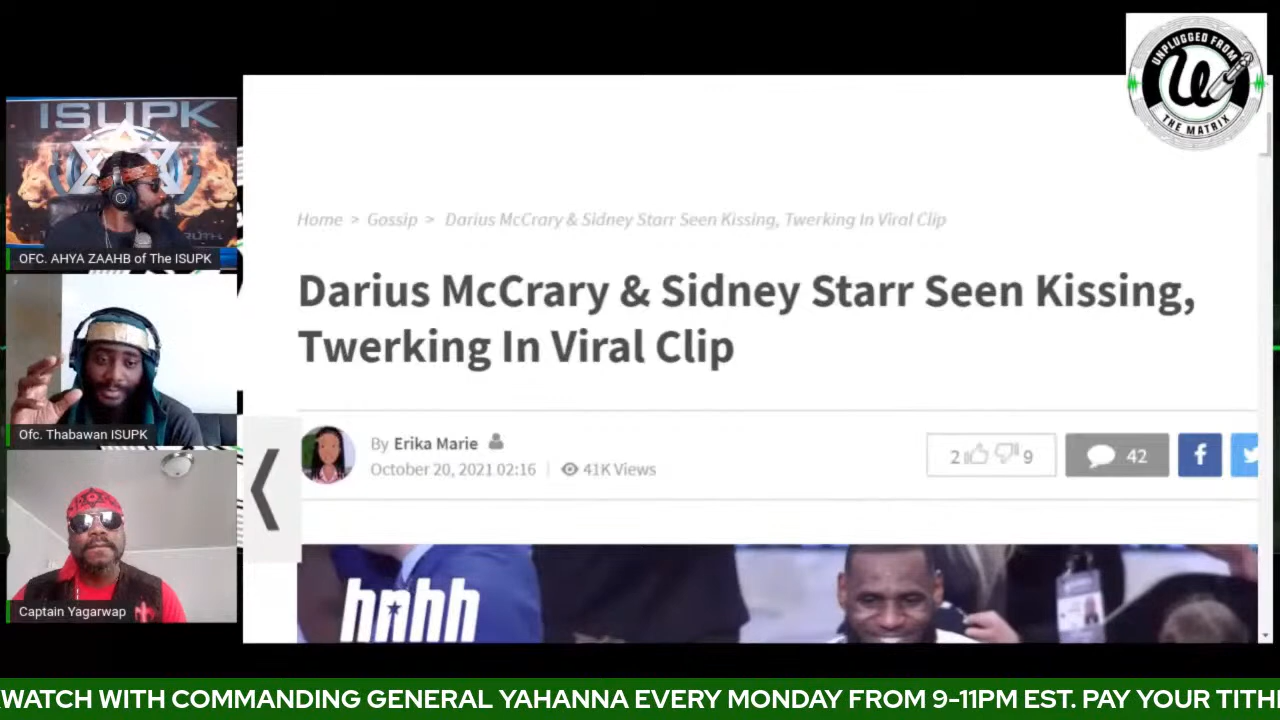 UNPLUGGED FROM
THE MATRIX
ISUPK
OFC. AHYA ZAAHB of The ISUPK
Ofc. Thabawan ISUPK
Captain Yagarwap
Home > Gossip > Darius McCrary & Sidney Starr Seen Kissing, Twerking In Viral Clip
Darius McCrary & Sidney Starr Seen Kissing,
Twerking In Viral Clip
By Erika Marie
October 20, 2021 02:16
41K Views
2
9
42
hnhh
WATCH WITH COMMANDING GENERAL YAHANNA EVERY MONDAY FROM 9-11PM EST. PAY YOUR TITH